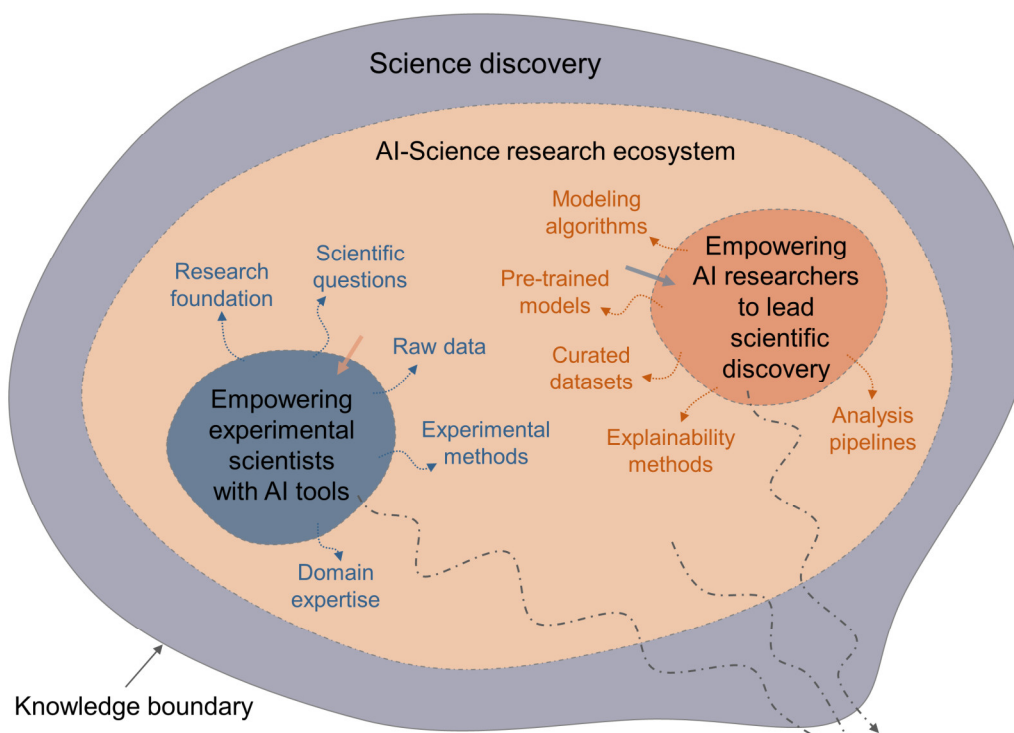 Science discovery
AI-Science research ecosystem
Modeling
algorithms
Empowering
AI researchers
to lead
scientific
discovery
Pre-trained
models
Curated
datasets
Explainability
methods
Analysis
pipelines
Scientific
questions
Research
foundation
Raw data
Empowering
experimental
scientists
with AI tools
Experimental
methods
Domain
expertise
Knowledge boundary